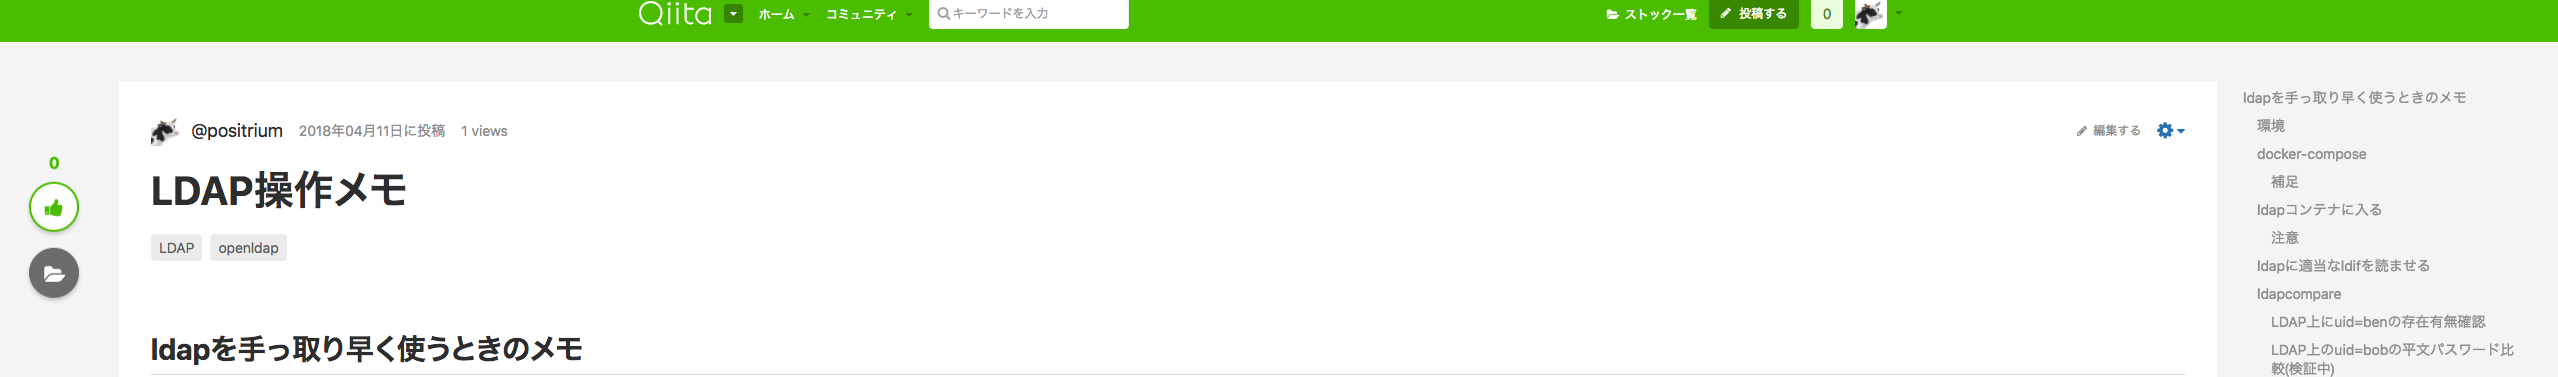 Qiita ホーム コミュニティ キーワードを入力 ストック一覧 投稿する 0
@positrium 2018年04月11日に投稿 1 views 編集する
0
LDAP操作メモ
LDAP openldap
ldapを手っ取り早く使うときのメモ
ldapを手っ取り早く使うときのメモ
環境
docker-compose
補足
ldapコンテナに入る
注意
ldapに適当なldifを読ませる
ldapcompare
LDAP上にuid=benの存在有無確認
LDAP上のuid=bobの平文パスワード比
較(検証中)